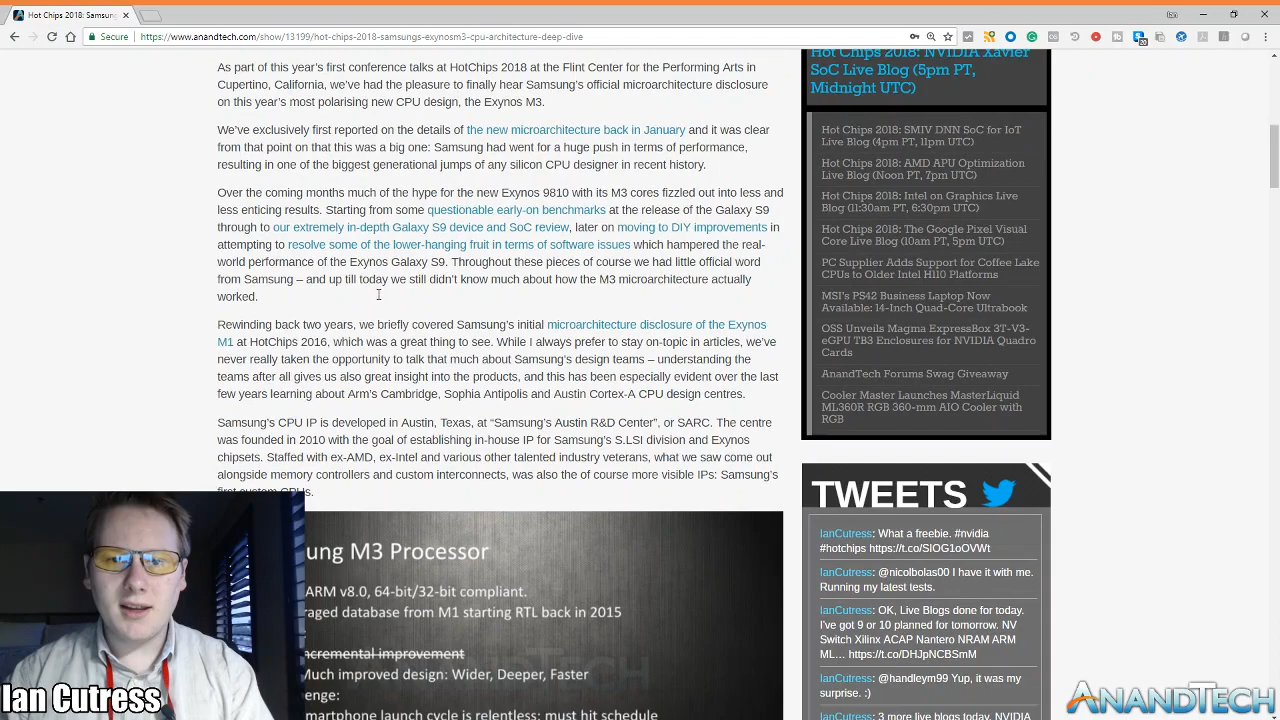 Hot Chips 2018: Samsung'
Secure
https://www.anandtech.com/show/13199/hot-chips-2018-samsungs-exynosm3-cpu-architecture-deep-dive
first conference talks at HotChips 2018 at the Flint Center for the Performing Arts in
Cupertino, California, we've had the pleasure to finally hear Samsung's official microarchitecture disclosure
on this year's most polarising new CPU design, the Exynos M3.
We've exclusively first reported on the details of the new microarchitecture back in January and it was clear
from that point on that this was a big one: Samsung had went for a huge push in terms of performance,
resulting in one of the biggest generational jumps of any silicon CPU designer in recent history.
Over the coming months much of the hype for the new Exynos 9810 with its M3 cores fizzled out into less and
less enticing results. Starting from some questionable early-on benchmarks at the release of the Galaxy S9
through to our extremely in-depth Galaxy S9 device and SoC review, later on moving to DIY improvements in
attempting to resolve some of the lower-hanging fruit in terms of software issues which hampered the real-
world performance of the Exynos Galaxy S9. Throughout these pieces of course we had little official word
from Samsung – and up till today we still didn't know much about how the M3 microarchitecture actually
worked.
Rewinding back two years, we briefly covered Samsung's initial microarchitecture disclosure of the Exynos
M1 at HotChips 2016, which was a great thing to see. While I always prefer to stay on-topic in articles, we've
never really had the opportunity to talk that much about Samsung's design teams – understanding the
teams after all gives us also great insight into the products, and this has been especially evident over the last
few years learning about Arm's Cambridge, Sophia Antipolis and Austin Cortex-A CPU design centres.
Samsung's CPU IP is developed in Austin, Texas, at "Samsung's Austin R&D Center", or SARC. The centre
was founded in 2010 with the goal of establishing in-house IP for Samsung's S.LSI division and Exynos
chipsets. Staffed with ex-AMD, ex-Intel and various other talented industry veterans, what we saw come out
alongside memory controllers and custom interconnects, was also the of course more visible IPs: Samsung's
first custom CPUs.
ung M3 Processor
ARM v8.0, 64-bit/32-bit compliant.
raged database from M1 starting RTL back in 2015
ncremental improvement
Much improved design: Wider, Deeper, Faster
enge:
martphone launch cycle is relentless: must hit schedule
Hot Chips 2018: NVIDIA Xavier
SoC Live Blog (5pm PT,
Midnight UTC)
Hot Chips 2018: SMIV DNN SoC for IoT
Live Blog (4pm PT, 11pm UTC)
Hot Chips 2018: AMD APU Optimization
Live Blog (Noon PT, 7pm UTC)
Hot Chips 2018: Intel on Graphics Live
Blog (11:30am PT, 6:30pm UTC)
Hot Chips 2018: The Google Pixel Visual
Core Live Blog (10am PT, 5pm UTC)
PC Supplier Adds Support for Coffee Lake
CPUs to Older Intel H110 Platforms
MSI's PS42 Business Laptop Now
Available: 14-Inch Quad-Core Ultrabook
OSS Unveils Magma ExpressBox 3T-V3-
eGPU TB3 Enclosures for NVIDIA Quadro
Cards
AnandTech Forums Swag Giveaway
Cooler Master Launches MasterLiquid
ML360R RGB 360-mm AIO Cooler with
RGB
TWEETS
IanCutress: What a freebie. #nvidia
#hotchips https://t.co/SIOG1oOVWt
IanCutress: @nicolbolas00 I have it with me.
Running my latest tests.
IanCutress: OK, Live Blogs done for today.
I've got 9 or 10 planned for tomorrow. NV
Switch Xilinx ACAP Nantero NRAM ARM
ML... https://t.co/DHJpNCBSmM
IanCutress: @handleym99 Yup, it was my
surprise. :)
IanCutress: 3 more live blogs today. NVIDIA
Ian Cutress
ANANDTECH